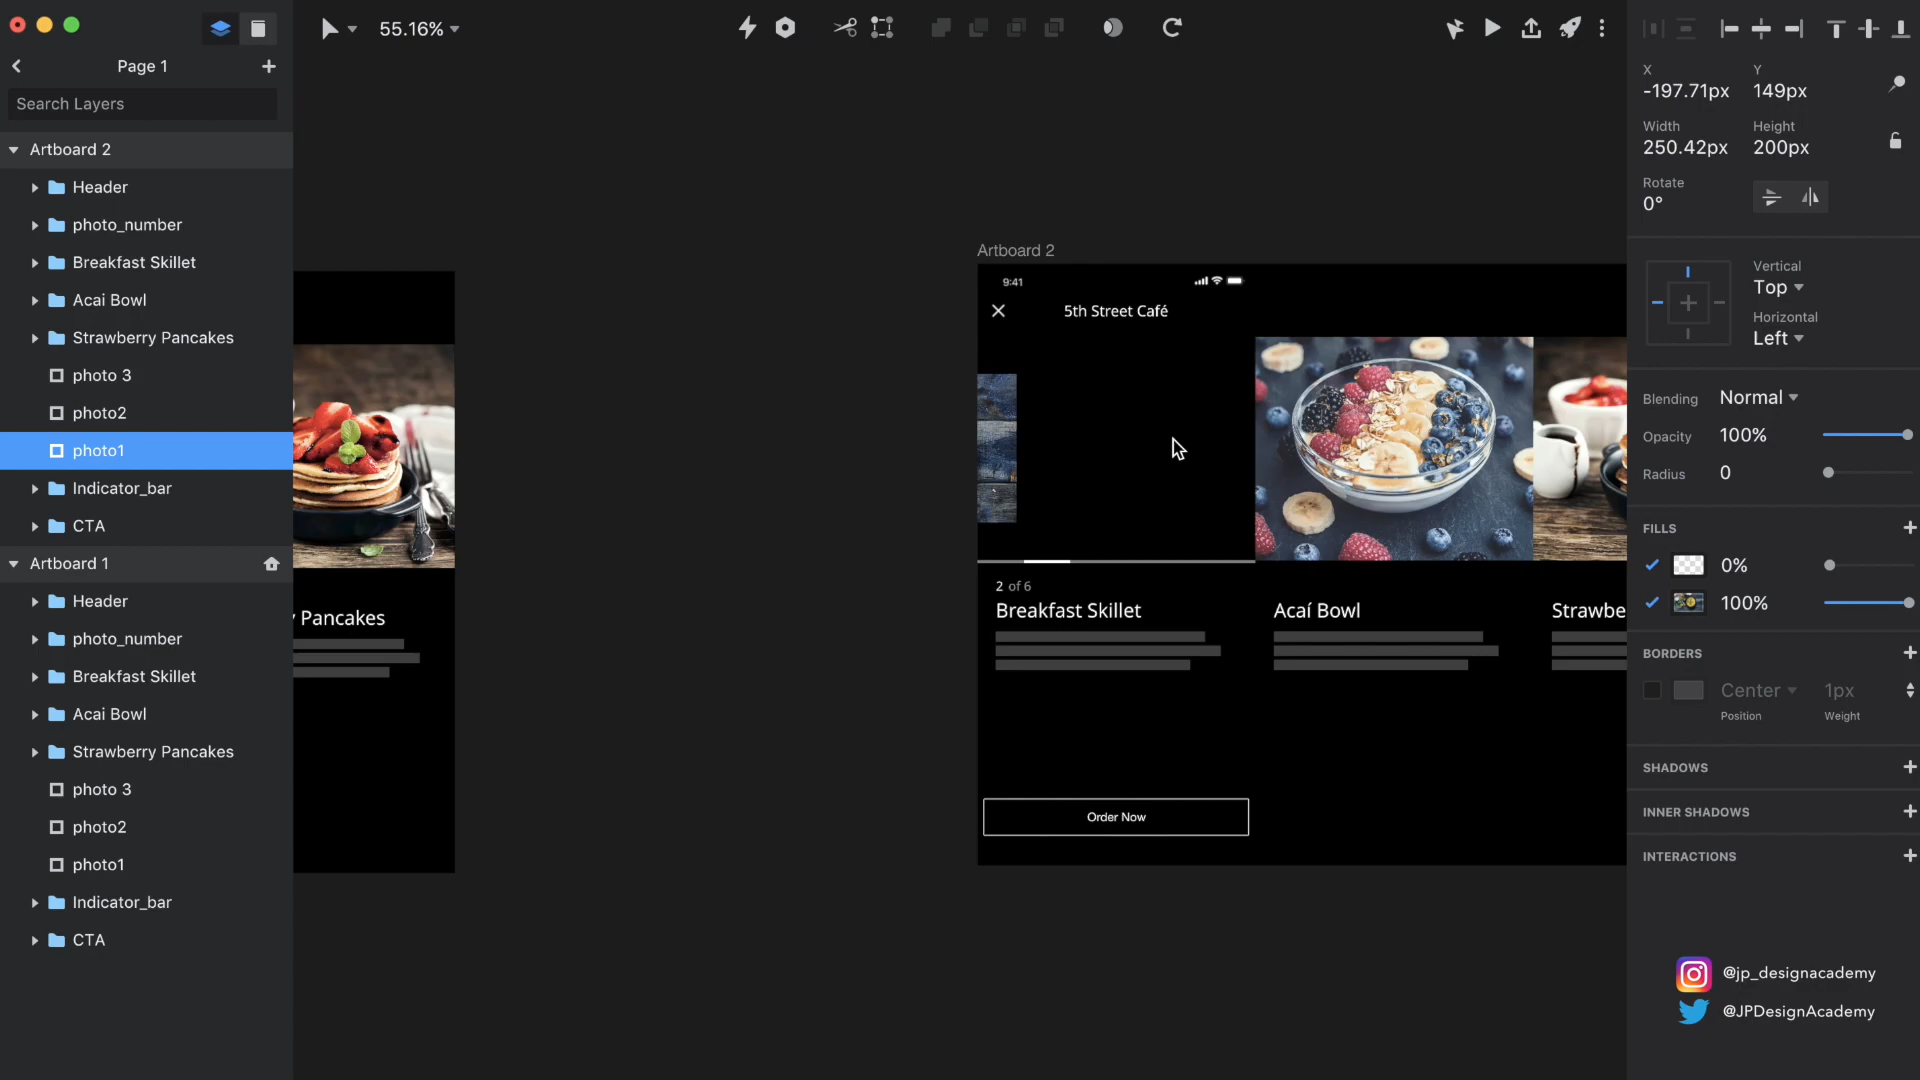 55.16%
Page 1
Search Layers
Artboard 2
Header
photo_number
Breakfast Skillet
Acai Bowl
Strawberry Pancakes
photo 3
photo2
photo1
Indicator_bar
CTA
Artboard 1
Header
photo_number
Breakfast Skillet
Acai Bowl
Strawberry Pancakes
photo 3
photo2
photo1
Indicator_bar
CTA
y Pancakes
Artboard 2
9:41
5th Street Café
2 of 6
Breakfast Skillet
Acaí Bowl
Strawbe
Order Now
X
Y
-197.71px
149px
Width
Height
250.42px
200px
Rotate
0°
Vertical
Top
Horizontal
Left
Blending
Normal
Opacity
100%
Radius
0
FILLS
0%
100%
BORDERS
Center
1px
Position
Weight
SHADOWS
INNER SHADOWS
INTERACTIONS
@jp_designacademy
@JPDesignAcademy